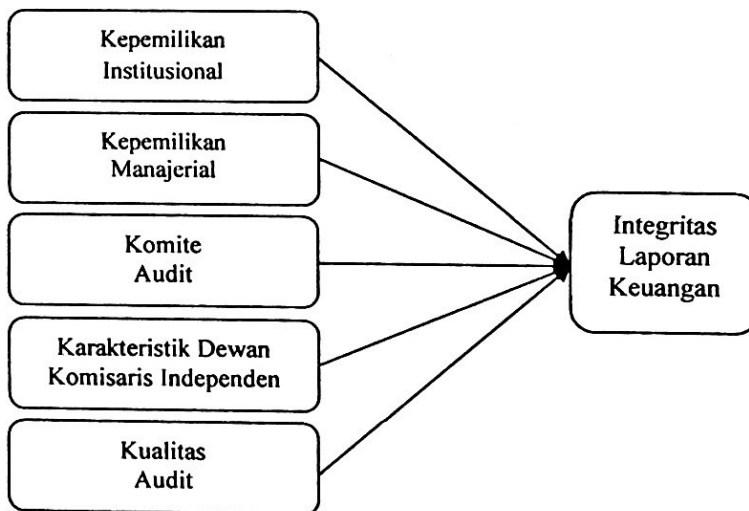 Kepemilikan
Institusional
Kepemilikan
Manajerial
Komite
Audit
Karakteristik Dewan
Komisaris Independen
Kualitas
Audit
Integritas
Laporan
Keuangan